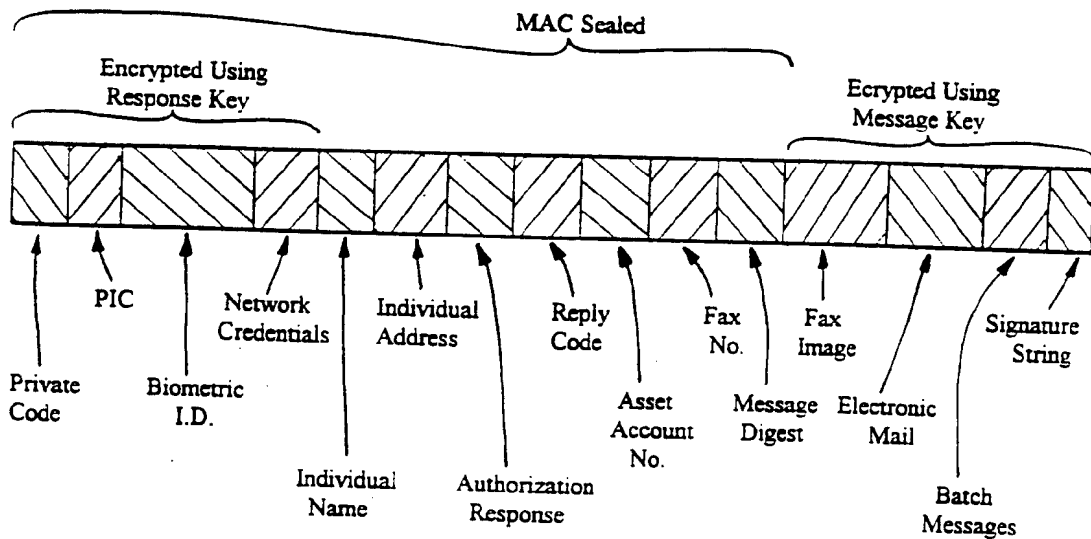 MAC Sealed
Encrypted Using
Response Key
Ecrypted Using
Message Key
Private
Code
PIC
Biometric
I.D.
Network
Credentials
Individual
Name
Individual
Address
Authorization
Response
Reply
Code
Asset
Account
No.
Fax
No.
Message
Digest
Fax
Image
Electronic
Mail
Batch
Messages
Signature
String